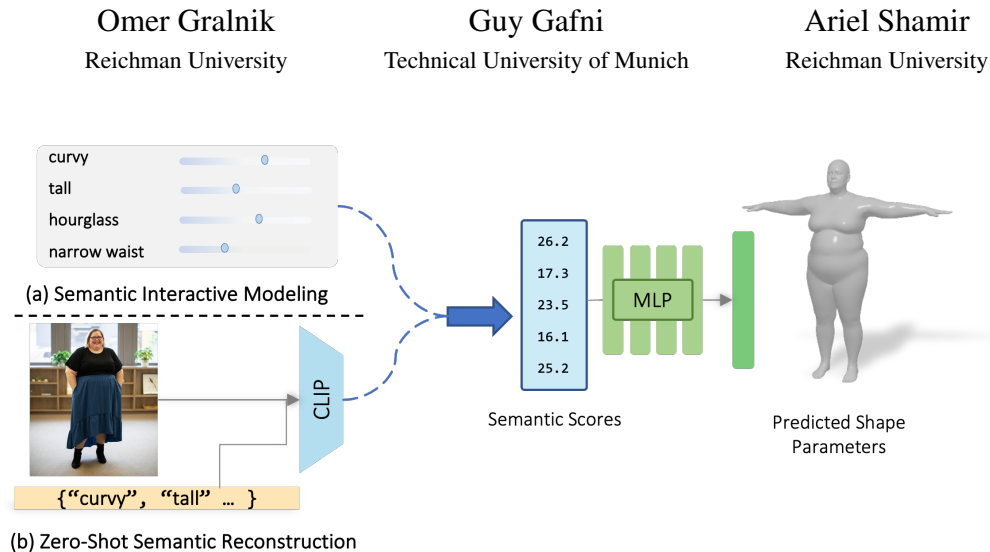 Omer Gralnik
Guy Gafni
Ariel Shamir
Reichman University
Technical University of Munich
Reichman University
curvy
tall
hourglass
narrow waist
(a) Semantic Interactive Modeling
CLIP
{“curvy”, “tall” … }
(b) Zero-Shot Semantic Reconstruction
26.2
17.3
23.5
16.1
25.2
Semantic Scores
MLP
Predicted Shape
Parameters